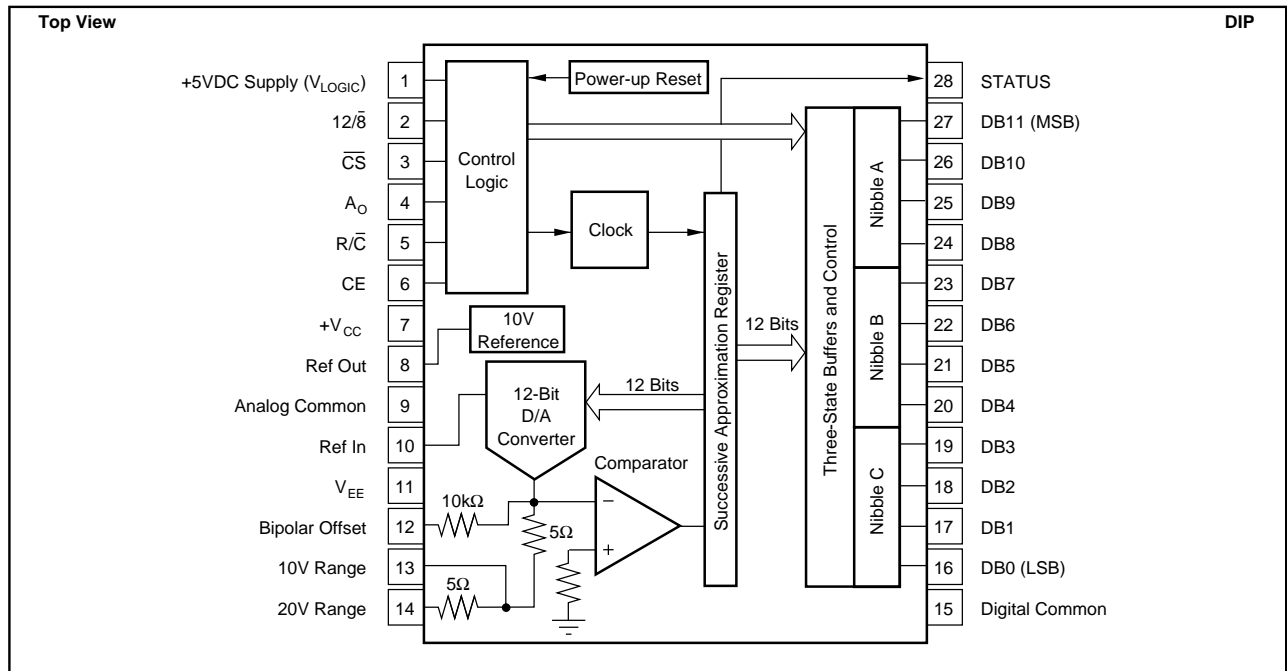 Top View
DIP
+5VDC Supply (V_LOGIC) 1
12/8̅ 2
C̅S̅ 3
A_O 4
R/C̅ 5
CE 6
+V_CC 7
Ref Out 8
Analog Common 9
Ref In 10
V_EE 11
Bipolar Offset 12
10V Range 13
20V Range 14
Control
Logic
Power-up Reset
Clock
10V
Reference
12-Bit
D/A
Converter
12 Bits
Comparator
10kΩ
5Ω
5Ω
−
+
Successive Approximation Register
12 Bits
Three-State Buffers and Control
Nibble A
Nibble B
Nibble C
28 STATUS
27 DB11 (MSB)
26 DB10
25 DB9
24 DB8
23 DB7
22 DB6
21 DB5
20 DB4
19 DB3
18 DB2
17 DB1
16 DB0 (LSB)
15 Digital Common